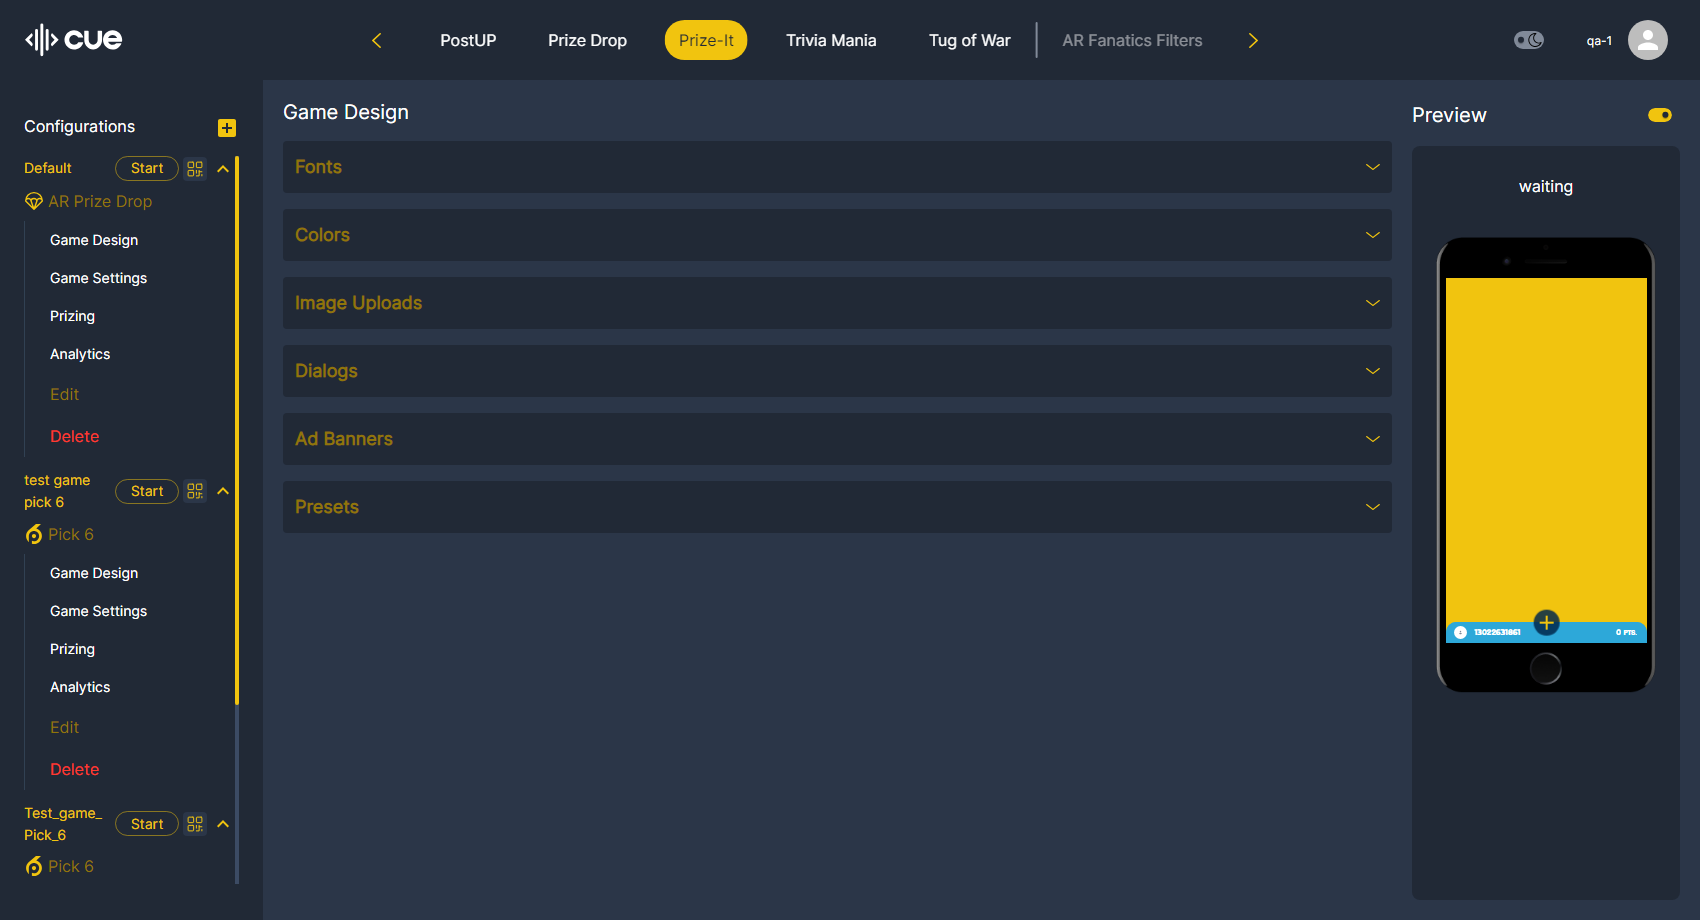 cue
PostUP
Prize Drop
Prize-It
Trivia Mania
Tug of War
AR Fanatics Filters
qa-1
Configurations
Default
Start
AR Prize Drop
Game Design
Game Settings
Prizing
Analytics
Edit
Delete
test game
pick 6
Start
Pick 6
Game Design
Game Settings
Prizing
Analytics
Edit
Delete
Test_game_
Pick_6
Start
Pick 6
Game Design
Fonts
Colors
Image Uploads
Dialogs
Ad Banners
Presets
Preview
waiting
13022631861
0 PTS.